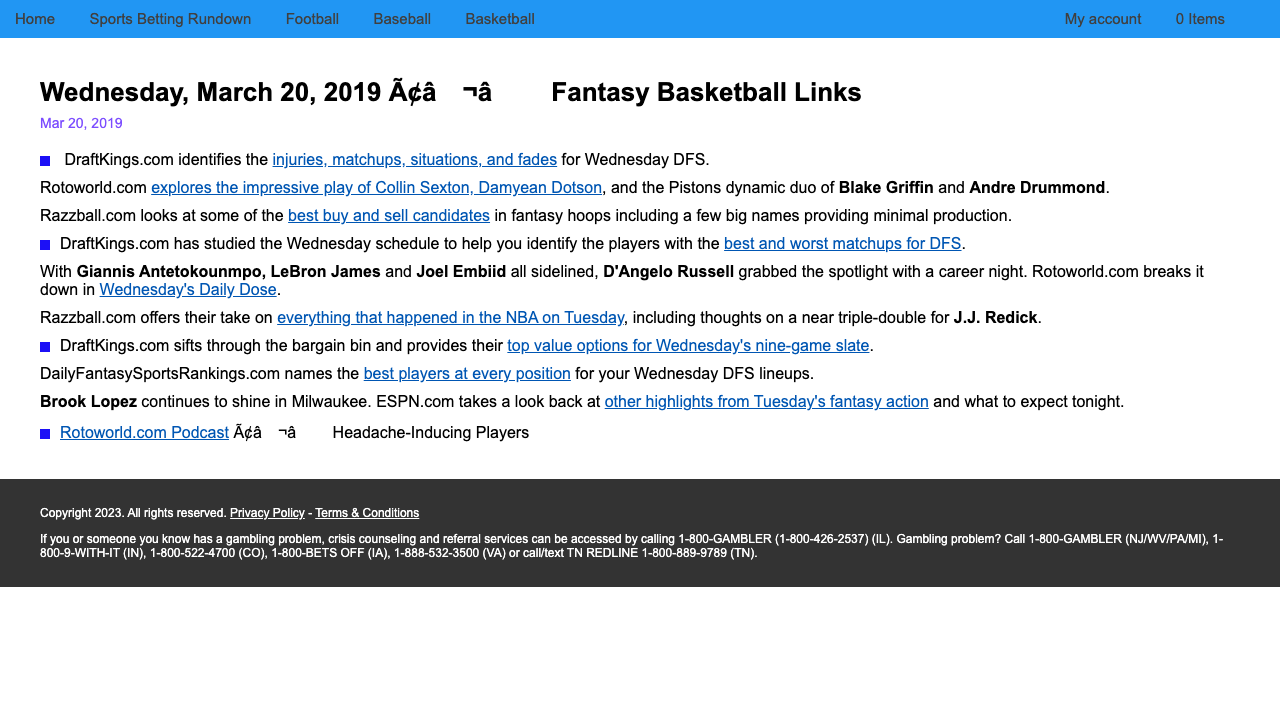 Home Sports Betting Rundown Football Baseball Basketball My account 0 Items
Wednesday, March 20, 2019 Ã¢â ¬â Fantasy Basketball Links
Mar 20, 2019
DraftKings.com identifies the injuries, matchups, situations, and fades for Wednesday DFS.
Rotoworld.com explores the impressive play of Collin Sexton, Damyean Dotson, and the Pistons dynamic duo of Blake Griffin and Andre Drummond.
Razzball.com looks at some of the best buy and sell candidates in fantasy hoops including a few big names providing minimal production.
DraftKings.com has studied the Wednesday schedule to help you identify the players with the best and worst matchups for DFS.
With Giannis Antetokounmpo, LeBron James and Joel Embiid all sidelined, D'Angelo Russell grabbed the spotlight with a career night. Rotoworld.com breaks it
down in Wednesday's Daily Dose.
Razzball.com offers their take on everything that happened in the NBA on Tuesday, including thoughts on a near triple-double for J.J. Redick.
DraftKings.com sifts through the bargain bin and provides their top value options for Wednesday's nine-game slate.
DailyFantasySportsRankings.com names the best players at every position for your Wednesday DFS lineups.
Brook Lopez continues to shine in Milwaukee. ESPN.com takes a look back at other highlights from Tuesday's fantasy action and what to expect tonight.
Rotoworld.com Podcast Ã¢â ¬â Headache-Inducing Players
Copyright 2023. All rights reserved. Privacy Policy - Terms & Conditions
If you or someone you know has a gambling problem, crisis counseling and referral services can be accessed by calling 1-800-GAMBLER (1-800-426-2537) (IL). Gambling problem? Call 1-800-GAMBLER (NJ/WV/PA/MI), 1-
800-9-WITH-IT (IN), 1-800-522-4700 (CO), 1-800-BETS OFF (IA), 1-888-532-3500 (VA) or call/text TN REDLINE 1-800-889-9789 (TN).